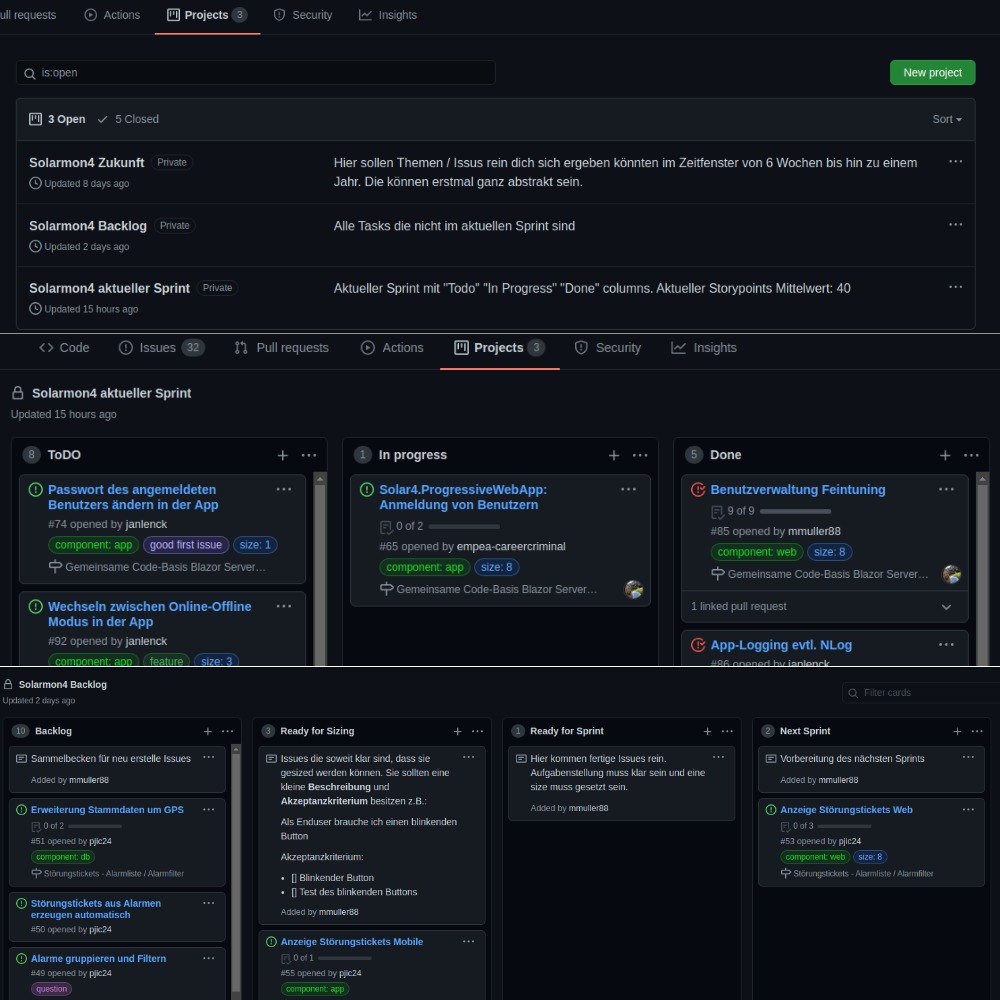 ull requests
Actions
Projects 3
Security
Insights
is:open
New project
3 Open
5 Closed
Sort
Solarmon4 Zukunft Private
Updated 8 days ago
Hier sollen Themen / Issus rein dich sich ergeben könnten im Zeitfenster von 6 Wochen bis hin zu einem
Jahr. Die können erstmal ganz abstrakt sein.
Solarmon4 Backlog Private
Updated 2 days ago
Alle Tasks die nicht im aktuellen Sprint sind
Solarmon4 aktueller Sprint Private
Updated 15 hours ago
Aktueller Sprint mit "Todo" "In Progress" "Done" columns. Aktueller Storypoints Mittelwert: 40
Code
Issues 32
Pull requests
Actions
Projects 3
Security
Insights
Solarmon4 aktueller Sprint
Updated 15 hours ago
8 ToDO
Passwort des angemeldeten
Benutzers ändern in der App
#74 opened by janlenck
component: app good first issue size: 1
Gemeinsame Code-Basis Blazor Server…
Wechseln zwischen Online-Offline
Modus in der App
#92 opened by janlenck
component: app feature size: 3
1 In progress
Solar4.ProgressiveWebApp:
Anmeldung von Benutzern
0 of 2
#65 opened by empea-careercriminal
component: app size: 8
Gemeinsame Code-Basis Blazor Server…
5 Done
Benutzerverwaltung Feintuning
9 of 9
#85 opened by mmuller88
component: web size: 8
Gemeinsame Code-Basis Blazor Server…
1 linked pull request
App-Logging evtl. NLog
#86 opened by janlenck
Solarmon4 Backlog
Updated 2 days ago
Filter cards
10 Backlog
Sammelbecken für neu erstelle Issues
Added by mmuller88
Erweiterung Stammdaten um GPS
0 of 2
#51 opened by pjic24
component: db
Störungstickets - Alarmliste / Alarmfilter
Störungstickets aus Alarmen
erzeugen automatisch
#50 opened by pjic24
Alarme gruppieren und Filtern
#49 opened by pjic24
question
3 Ready for Sizing
Issues die soweit klar sind, dass sie
gesized werden können. Sie sollten eine
kleine Beschreibung und
Akzeptanzkriterium besitzen z.B.:
Als Enduser brauche ich einen blinkenden
Button
Akzeptanzkriterium:
• [] Blinkender Button
• [] Test des blinkenden Buttons
Added by mmuller88
Anzeige Störungstickets Mobile
0 of 1
#55 opened by pjic24
component: app
1 Ready for Sprint
Hier kommen fertige Issues rein.
Aufgabenstellung muss klar sein und eine
size muss gesetzt sein.
Added by mmuller88
2 Next Sprint
Vorbereitung des nächsten Sprints
Added by mmuller88
Anzeige Störungstickets Web
0 of 3
#53 opened by pjic24
component: web size: 8
Störungstickets - Alarmliste / Alarmfilter